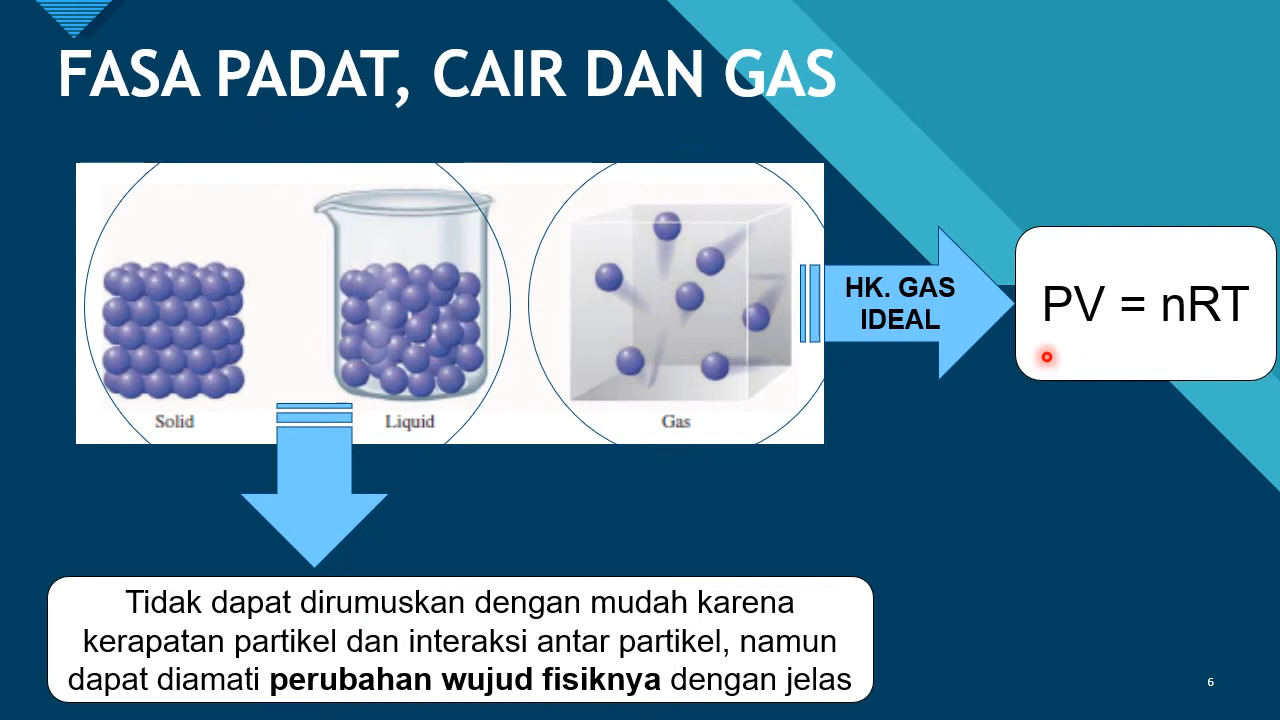 FASA PADAT, CAIR DAN GAS
Solid
Liquid
Gas
HK. GAS
IDEAL
PV = nRT
Tidak dapat dirumuskan dengan mudah karena
kerapatan partikel dan interaksi antar partikel, namun
dapat diamati perubahan wujud fisiknya dengan jelas
6